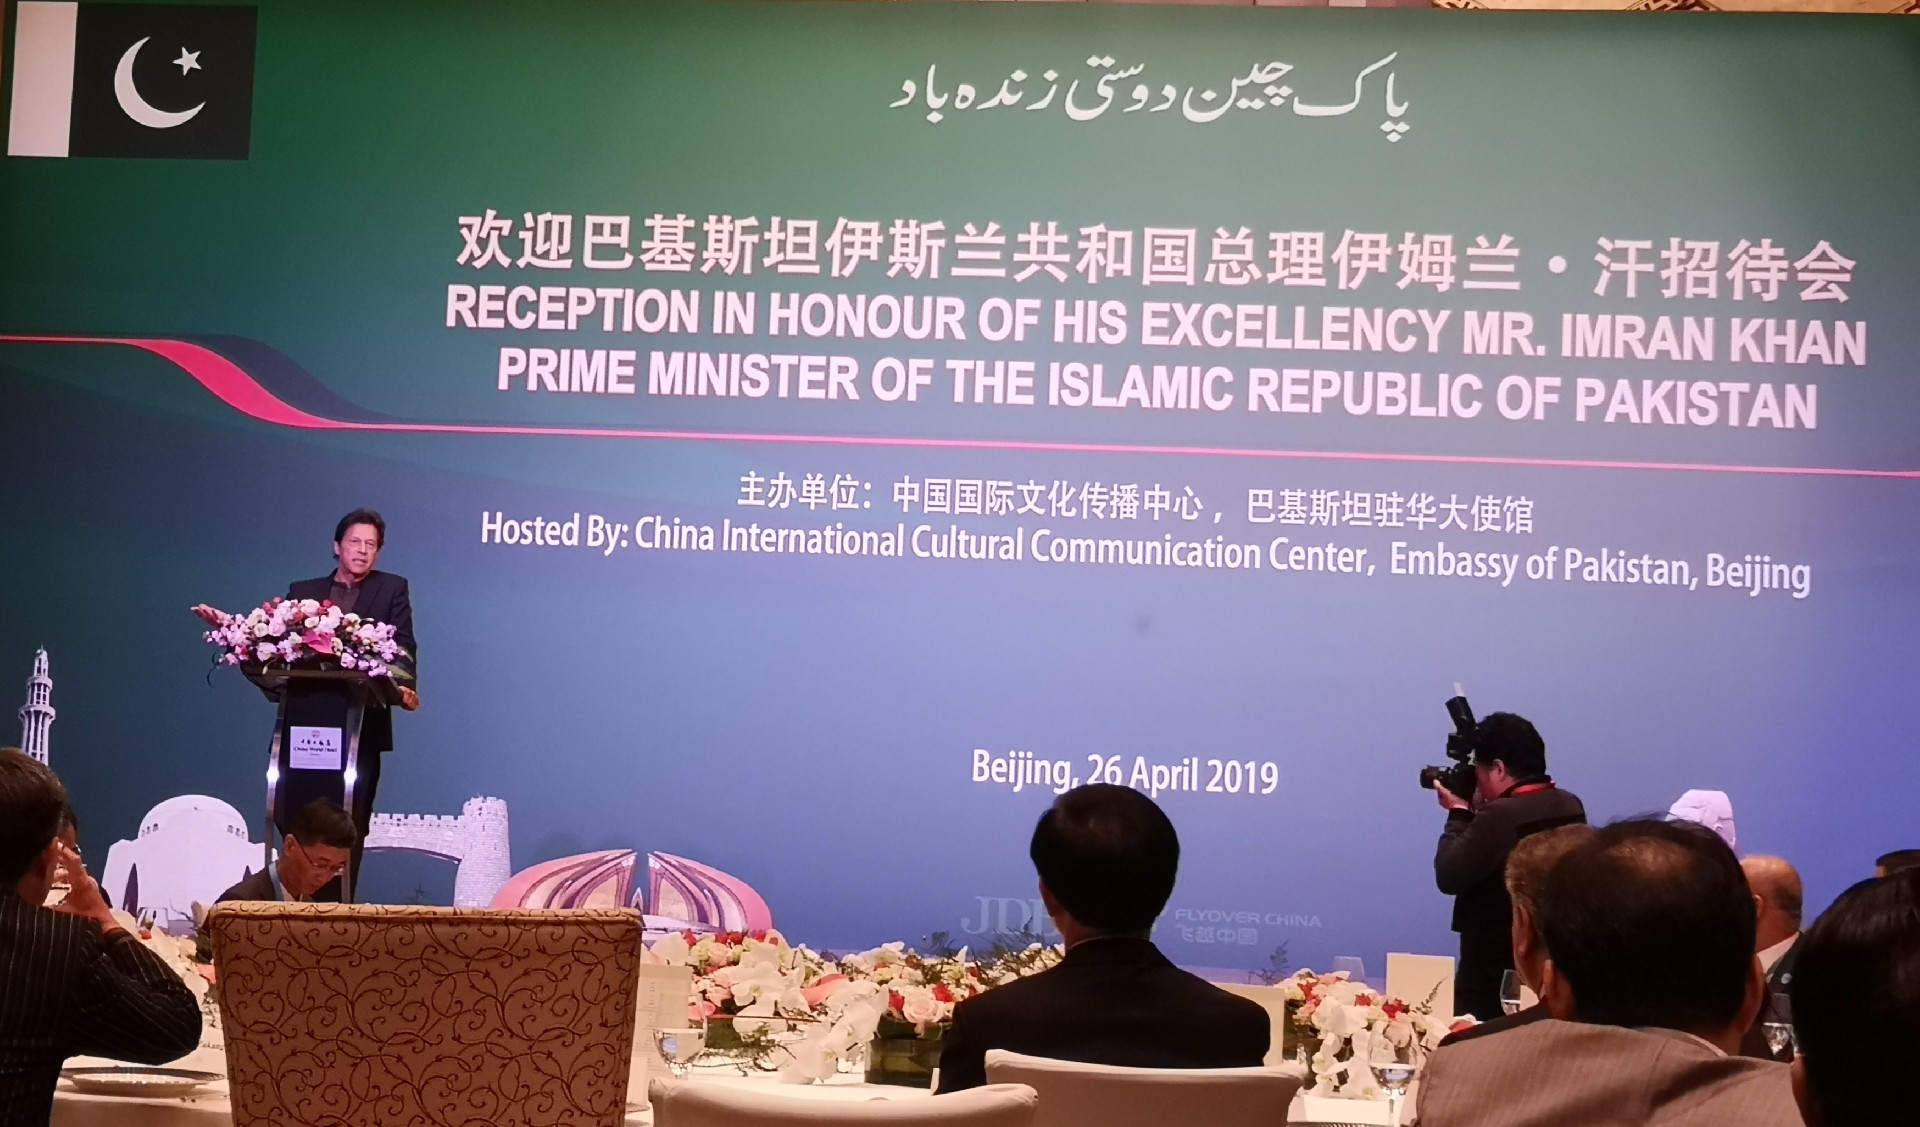 پاک چین دوستی زندہ باد
欢迎巴基斯坦伊斯兰共和国总理伊姆兰·汗招待会
RECEPTION IN HONOUR OF HIS EXCELLENCY MR. IMRAN KHAN
PRIME MINISTER OF THE ISLAMIC REPUBLIC OF PAKISTAN
主办单位：中国国际文化传播中心，巴基斯坦驻华大使馆
Hosted By: China International Cultural Communication Center, Embassy of Pakistan, Beijing
China World Hotel
Beijing, 26 April 2019
FLYOVER CHINA
飞越中国